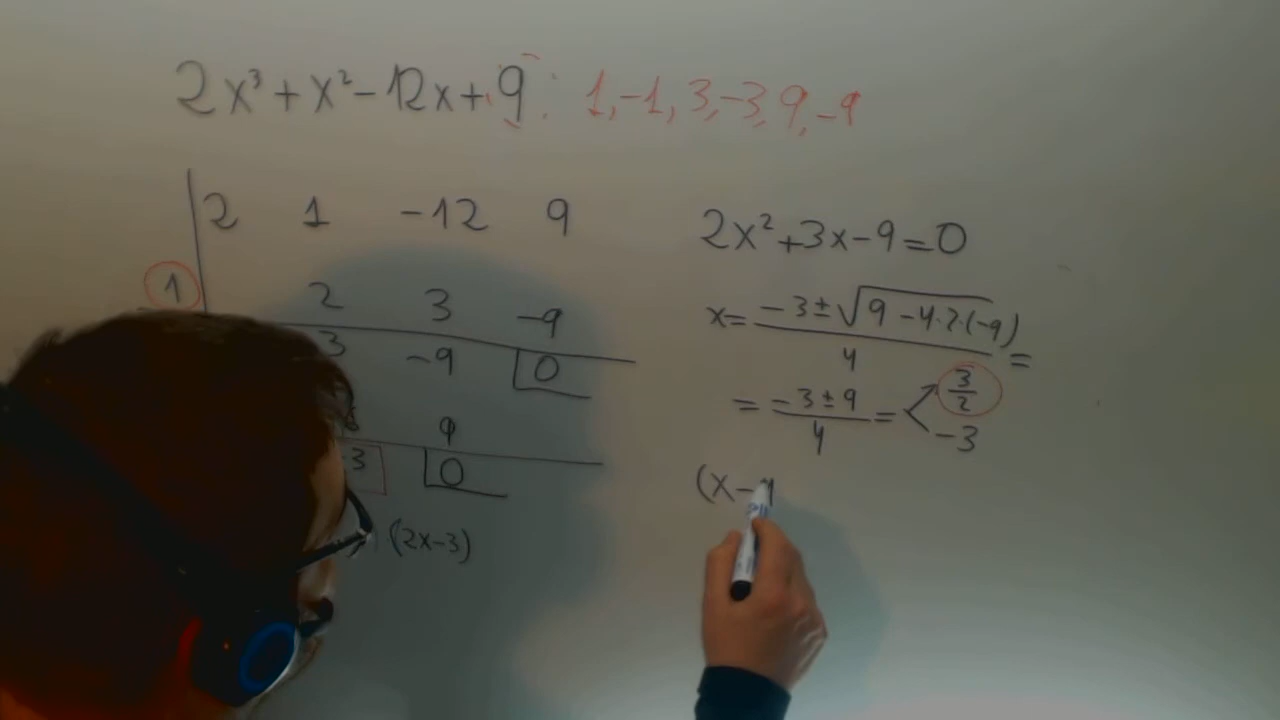 2x³+x²-12x+9: 1,-1,3,-3,9,-9
2 1 -12 9
1 2 3 -9
3 -9 0
9
3 0
(2x-3)
2x²+3x-9=0
x= -3±√9-4·2·(-9) / 4 =
= -3±9 / 4 = 3/2
-3
(x-1